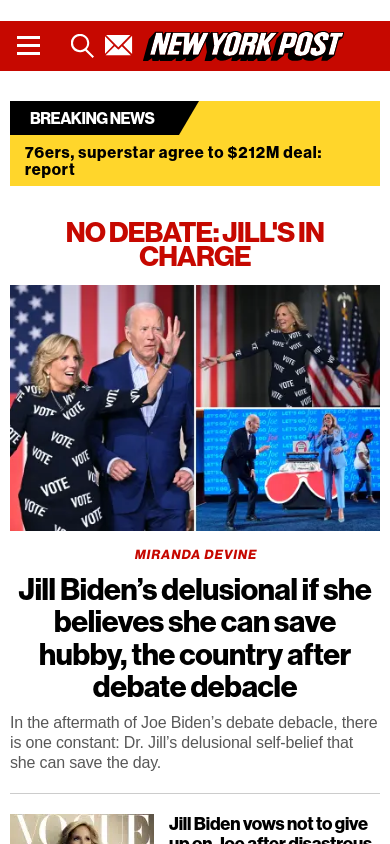 NEW YORK POST
BREAKING NEWS
76ers, superstar agree to $212M deal:
report
NO DEBATE: JILL'S IN
CHARGE
VOTE
VOTE
VOTE
VOTE
VOTE
VOTE
VOTE
MIRANDA DEVINE
Jill Biden’s delusional if she
believes she can save
hubby, the country after
debate debacle
In the aftermath of Joe Biden’s debate debacle, there
is one constant: Dr. Jill’s delusional self-belief that
she can save the day.
VOGUE
Jill Biden vows not to give
up on Joe after disastrous